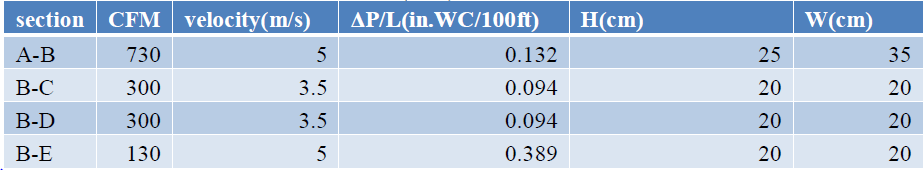 section CFM velocity(m/s) ΔP/L(in.WC/100ft) H(cm) W(cm)
A-B 730 5 0.132 25 35
B-C 300 3.5 0.094 20 20
B-D 300 3.5 0.094 20 20
B-E 130 5 0.389 20 20